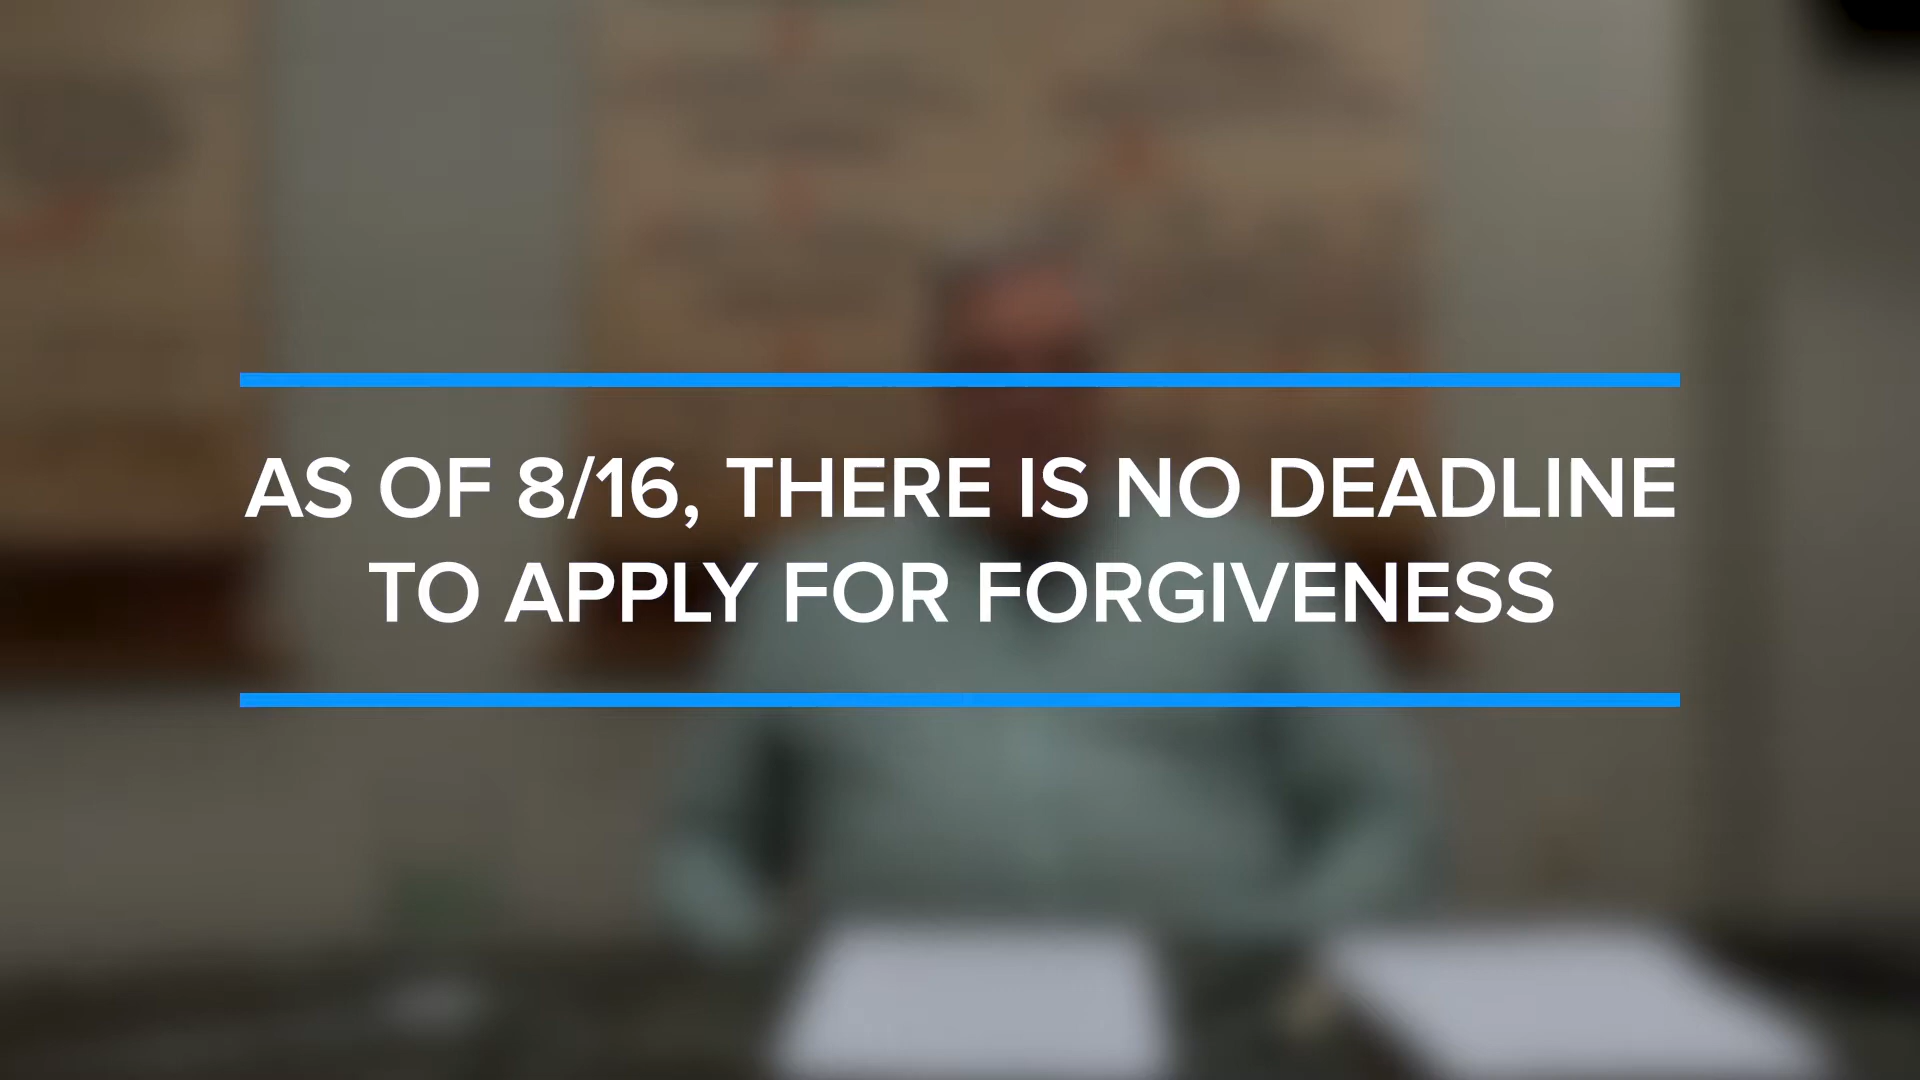 AS OF 8/16, THERE IS NO DEADLINE
TO APPLY FOR FORGIVENESS